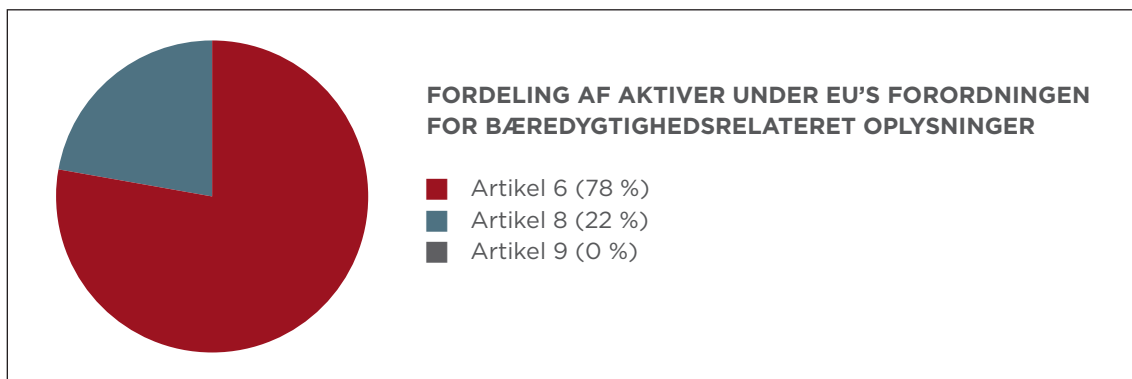 FORDELING AF AKTIVER UNDER EU'S FORORDNINGEN
FOR BÆREDYGTIGHEDSRELATERET OPLYSNINGER
Artikel 6 (78 %)
Artikel 8 (22 %)
Artikel 9 (0 %)